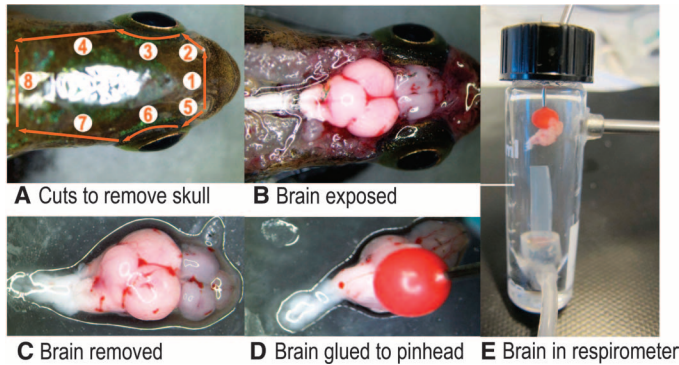 4
3
2
8
1
7
6
5
A Cuts to remove skull
B Brain exposed
C Brain removed
D Brain glued to pinhead
E Brain in respirometer